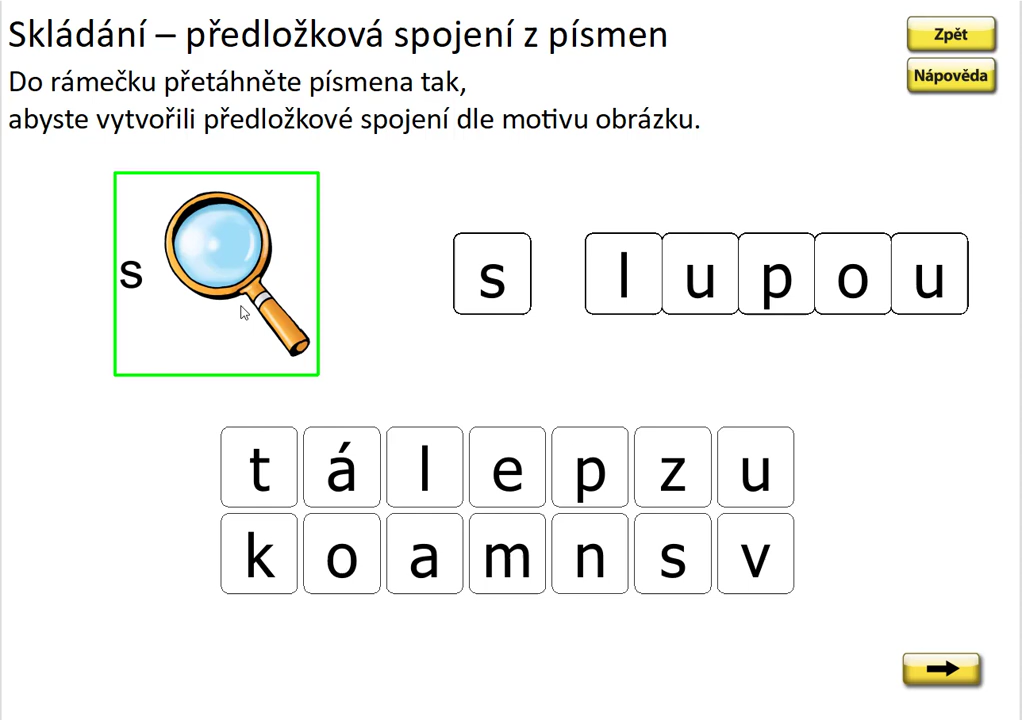 Skládání – předložková spojení z písmen
Zpět
Do rámečku přetáhněte písmena tak,
Nápověda
abyste vytvořili předložkové spojení dle motivu obrázku.
s
s l u p o u
t á l e p z u
k o a m n s v